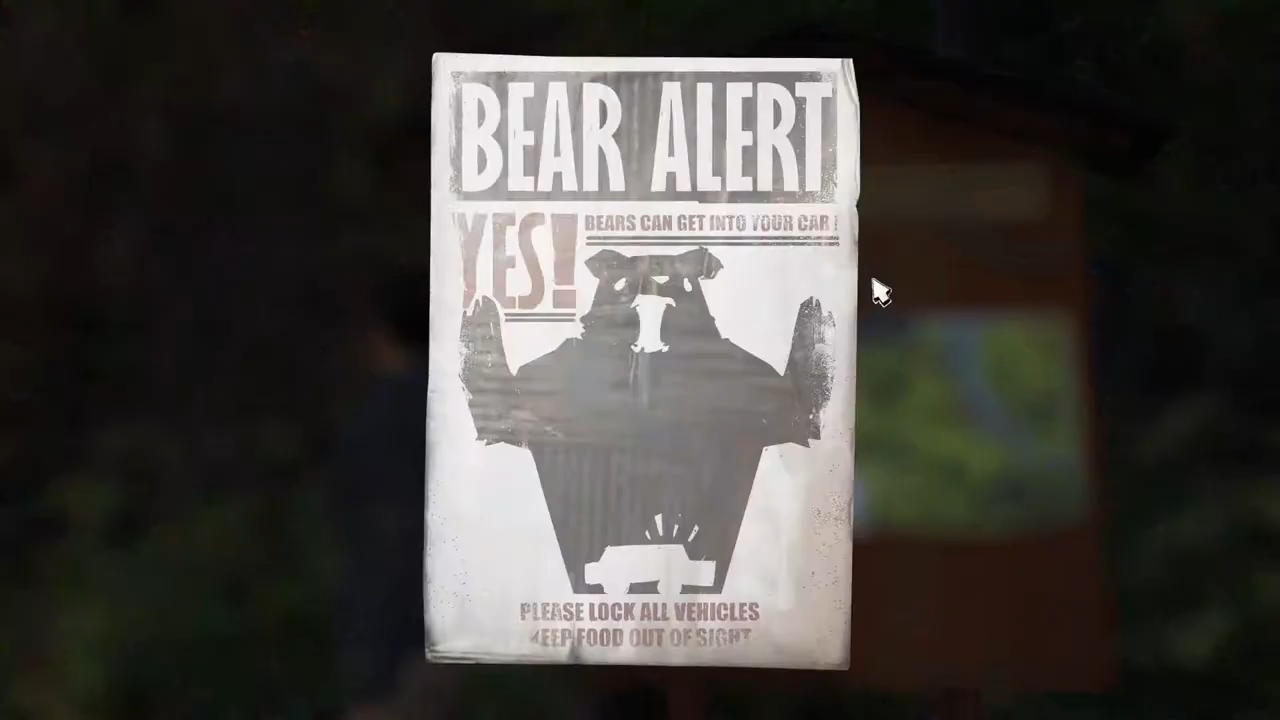 BEAR ALERT
YES! BEARS CAN GET INTO YOUR CAR !
PLEASE LOCK ALL VEHICLES
KEEP FOOD OUT OF SIGHT